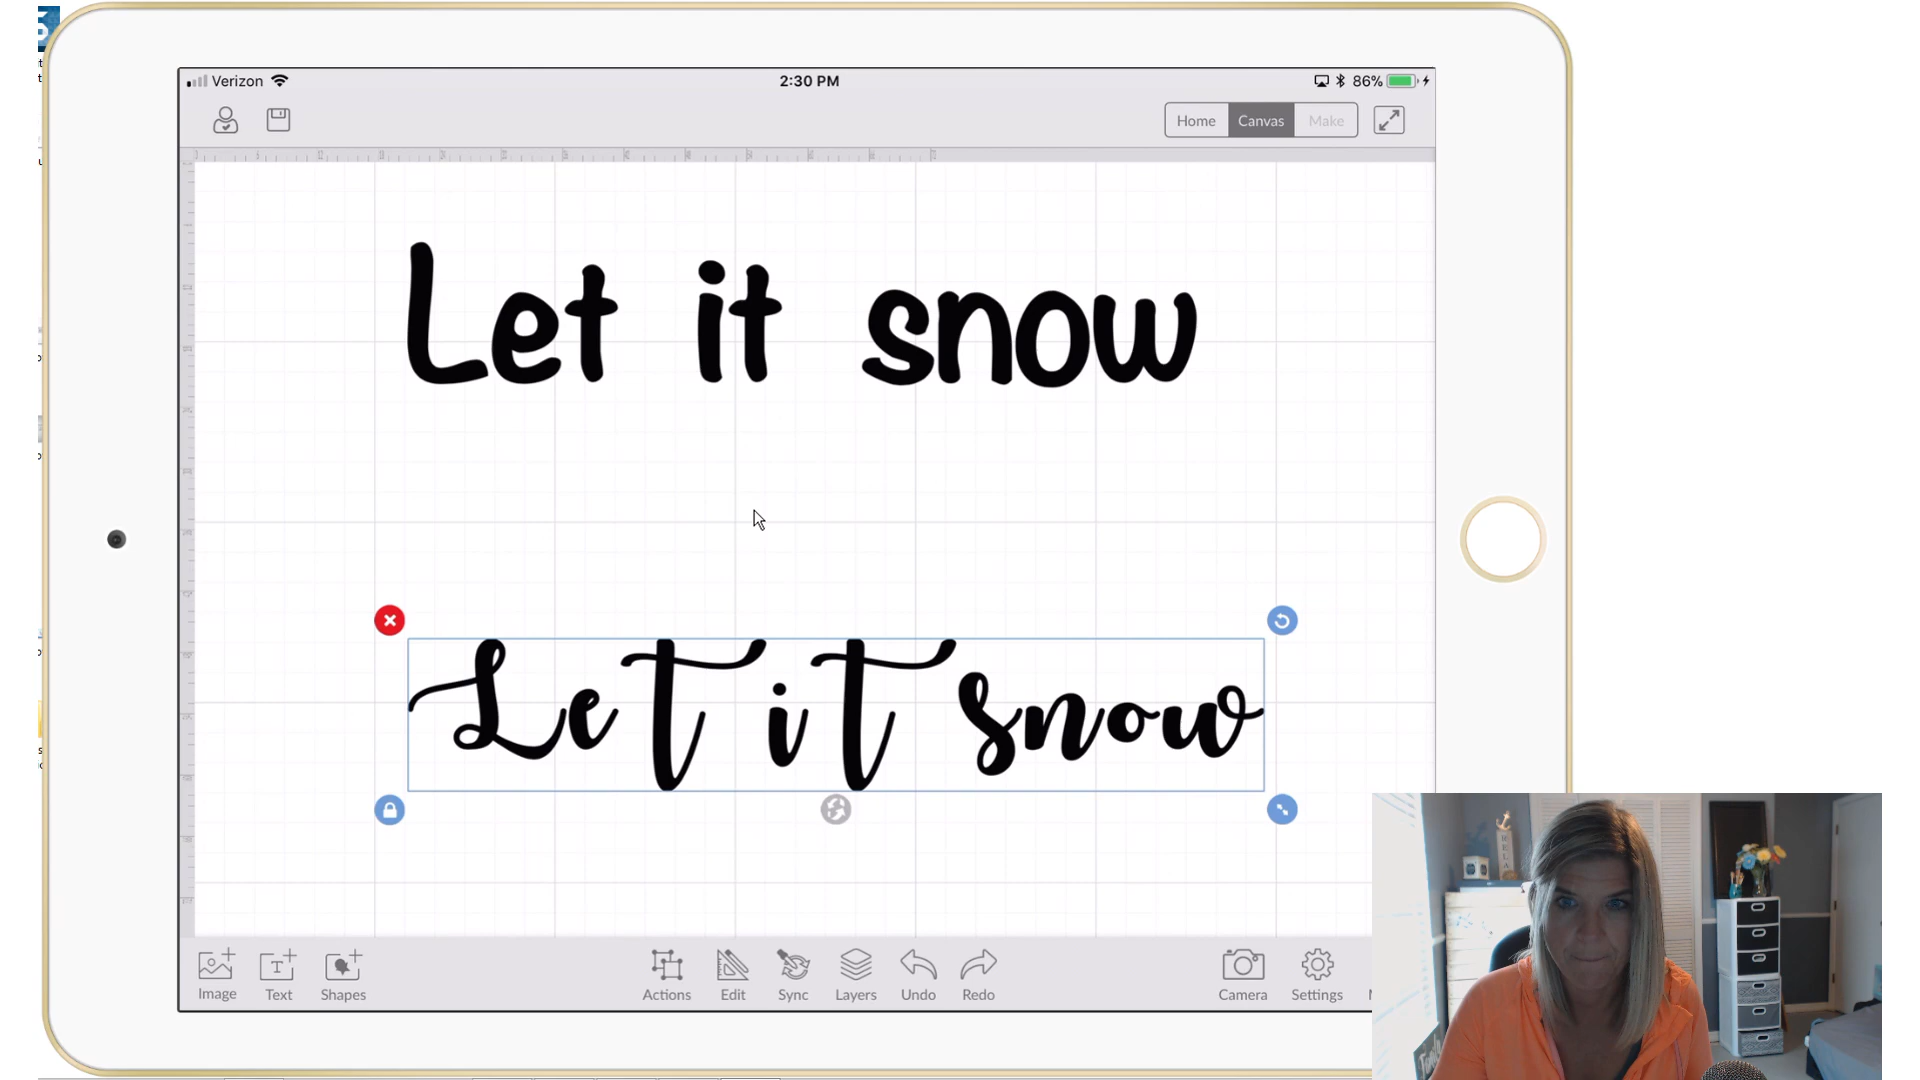 Verizon 2:30 PM 86%
Home Canvas Make
Let it snow
LeT iT snow
Image Text Shapes Actions Edit Sync Layers Undo Redo Camera Settings
RELA